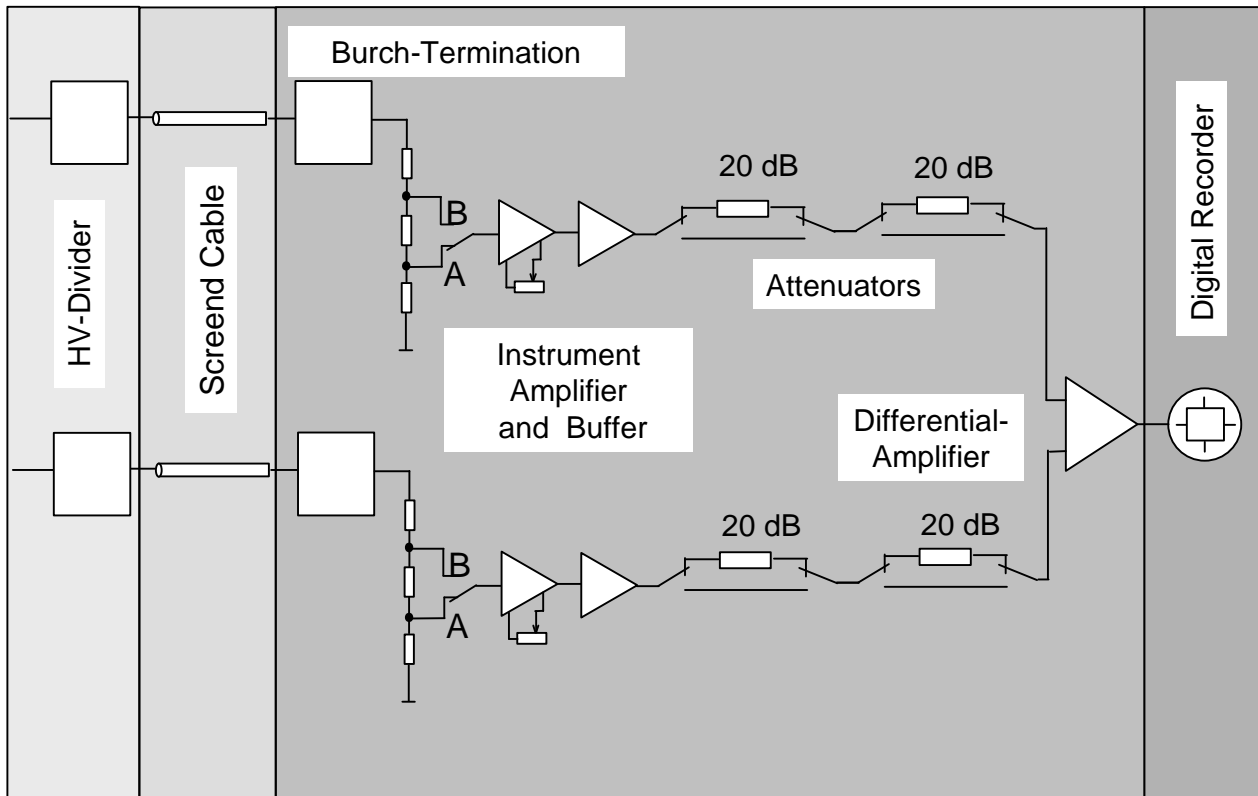 Burch-Termination
HV-Divider
Screend Cable
B
A
20 dB
20 dB
Attenuators
Instrument
Amplifier
and Buffer
Differential-
Amplifier
Digital Recorder
B
A
20 dB
20 dB